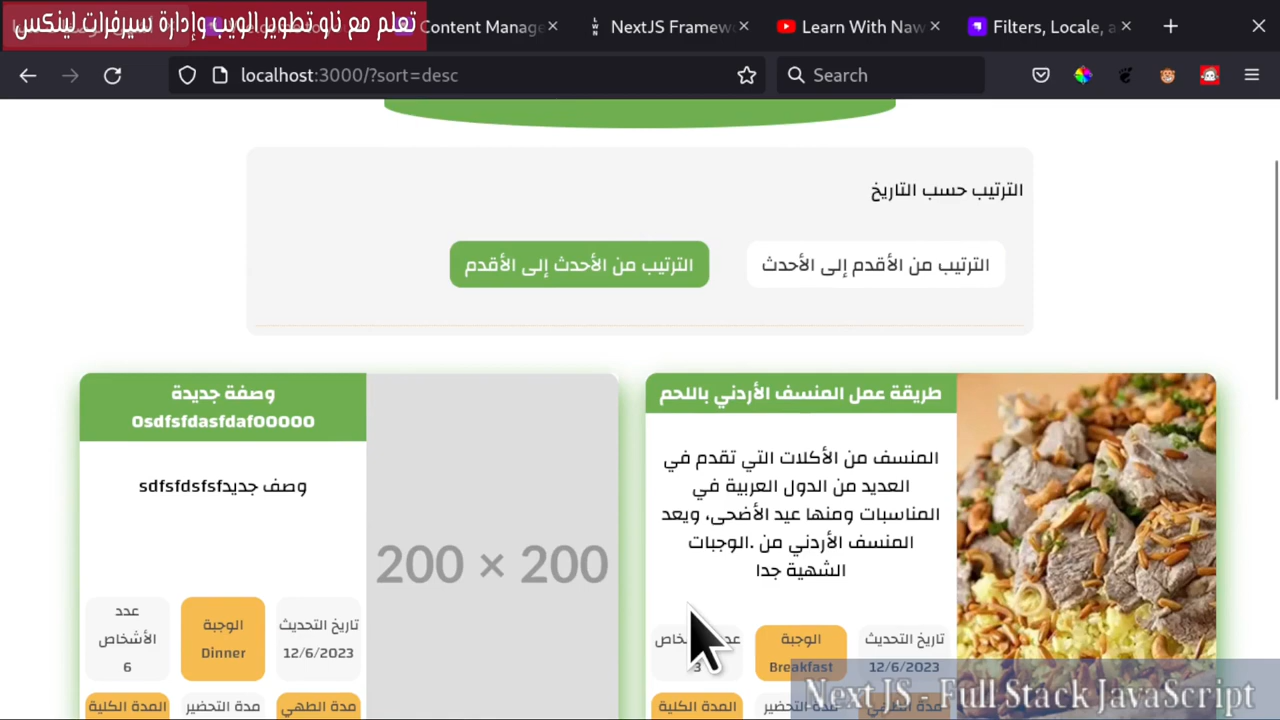 تعلم مع ناو تطوير الويب وإدارة سيرفرات لينكس
Content Manage
NextJS Framew
Learn With Naw
Filters, Locale, a
localhost:3000/?sort=desc
Search
الترتيب حسب التاريخ
الترتيب من الأقدم إلى الأحدث
الترتيب من الأحدث إلى الأقدم
طريقة عمل المنسف الأردني باللحم
المنسف من الأكلات التي تقدم في
العديد من الدول العربية في
المناسبات ومنها عيد الأضحى، ويعد
المنسف الأردني من .الوجبات
الشهية جدا
تاريخ التحديث
12/6/2023
الوجبة
Breakfast
3
مدة الكلية
وصفة جديدة
0sdfsfdasfdaf00000
وصف جديدsdfsfdsfsf
200 × 200
تاريخ التحديث
12/6/2023
الوجبة
Dinner
عدد
الأشخاص
6
مدة الطهي
مدة التحضير
المدة الكلية
Next JS - Full Stack JavaScript